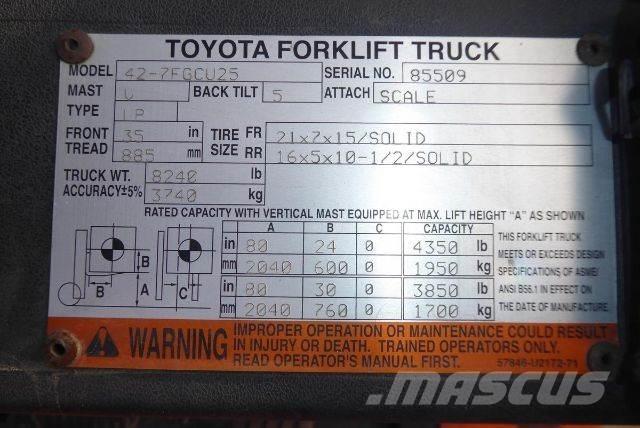 TOYOTA FORKLIFT TRUCK
MODEL 42-7FGCU25 SERIAL NO. 85509
MAST V BACK TILT 5 ATTACH SCALE
TYPE LP
FRONT TREAD 35 in TIRE SIZE FR 21x7x15/SOLID
885 mm RR 16x5x10-1/2/SOLID
TRUCK WT. 8240 lb
ACCURACY±5% 3740 kg
RATED CAPACITY WITH VERTICAL MAST EQUIPPED AT MAX. LIFT HEIGHT "A" AS SHOWN
A B C CAPACITY
in 80 24 0 4350 lb
mm 2040 600 0 1950 kg
in 80 30 0 3850 lb
mm 2040 760 0 1700 kg
B
B
A
C
THIS FORKLIFT TRUCK
MEETS OR EXCEEDS DESIGN
SPECIFICATIONS OF ASME/
ANSI B56.1 IN EFFECT ON
THE DATE OF MANUFACTURE.
WARNING
IMPROPER OPERATION OR MAINTENANCE COULD RESULT
IN INJURY OR DEATH. TRAINED OPERATORS ONLY.
READ OPERATOR'S MANUAL FIRST.
57846-U2172-71
MASCUS